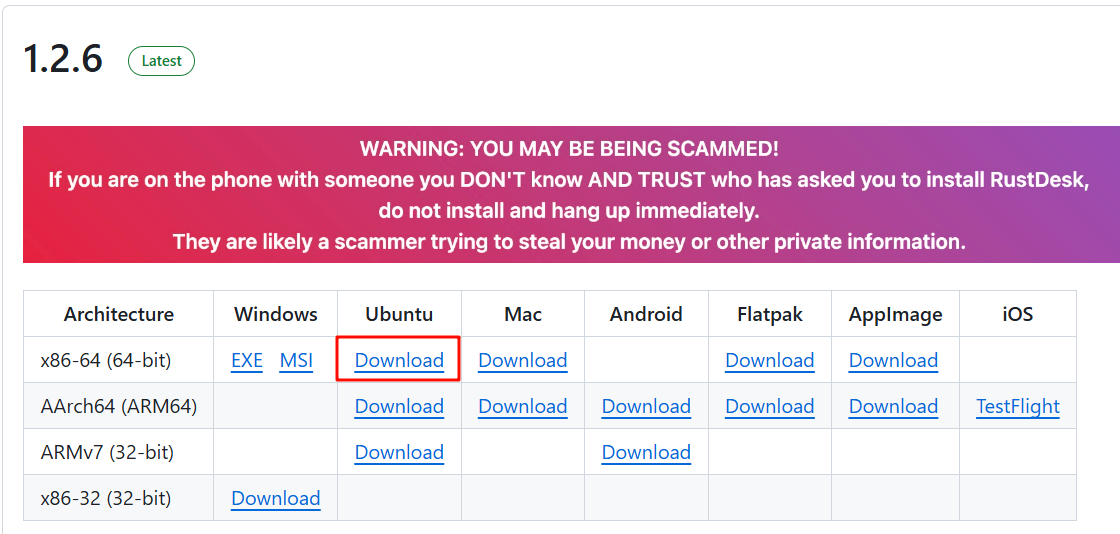 1.2.6 Latest
WARNING: YOU MAY BE BEING SCAMMED!
If you are on the phone with someone you DON'T know AND TRUST who has asked you to install RustDesk,
do not install and hang up immediately.
They are likely a scammer trying to steal your money or other private information.
Architecture Windows Ubuntu Mac Android Flatpak AppImage iOS
x86-64 (64-bit) EXE MSI Download Download Download Download
AArch64 (ARM64) Download Download Download Download Download TestFlight
ARMv7 (32-bit) Download Download
x86-32 (32-bit) Download